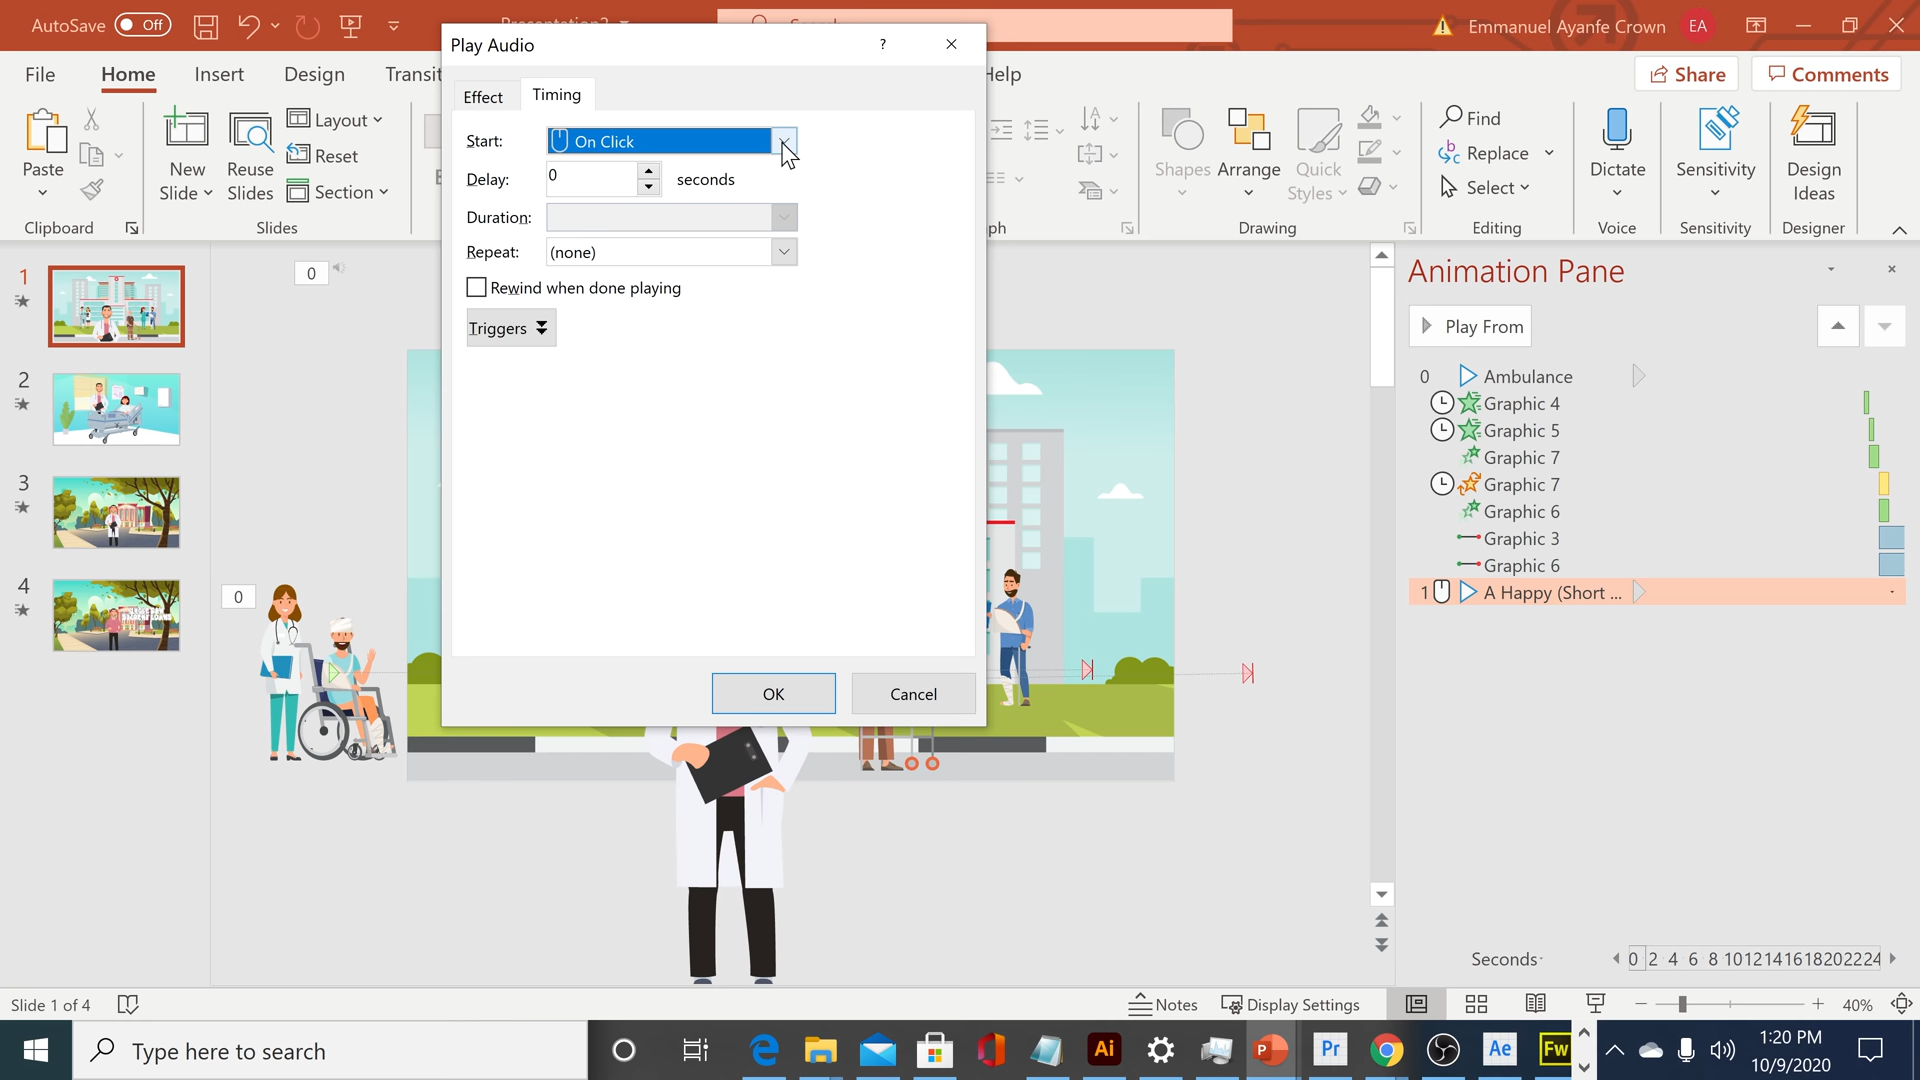 AutoSave Off
Emmanuel Ayanfe Crown EA
Play Audio ?
File Home Insert Design Transit Help
Share Comments
Effect Timing
Start: On Click
Delay: 0 seconds
Duration:
Repeat: (none)
Rewind when done playing
Triggers
OK Cancel
Paste
Clipboard
New Slide
Reuse Slides
Layout
Reset
Section
Slides
Shapes
Arrange
Quick Styles
Drawing
Find
Replace
Select
Editing
Dictate
Voice
Sensitivity
Sensitivity
Design Ideas
Designer
1
2
3
4
0
0
Animation Pane
Play From
0 Ambulance
Graphic 4
Graphic 5
Graphic 7
Graphic 7
Graphic 6
Graphic 3
Graphic 6
1 A Happy (Short ...
Seconds 0 2 4 6 8 10 12 14 16 18 20 22 24
Slide 1 of 4
Notes Display Settings 40%
Type here to search
Ai Pr Ae Fw
1:20 PM
10/9/2020